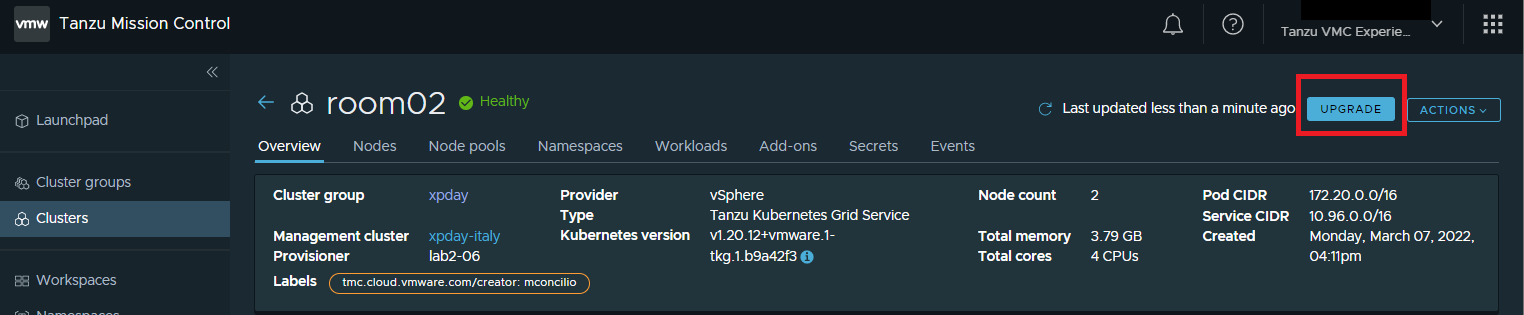 vmw Tanzu Mission Control
Tanzu VMC Experie...
Launchpad
Cluster groups
Clusters
Workspaces
room02 Healthy
Last updated less than a minute ago UPGRADE ACTIONS
Overview Nodes Node pools Namespaces Workloads Add-ons Secrets Events
Cluster group xpday
Management cluster xpday-italy
Provisioner lab2-06
Labels tmc.cloud.vmware.com/creator: mconcilio
Provider vSphere
Type Tanzu Kubernetes Grid Service
Kubernetes version v1.20.12+vmware.1-
tkg.1.b9a42f3
Node count 2
Total memory 3.79 GB
Total cores 4 CPUs
Pod CIDR 172.20.0.0/16
Service CIDR 10.96.0.0/16
Created Monday, March 07, 2022,
04:11pm